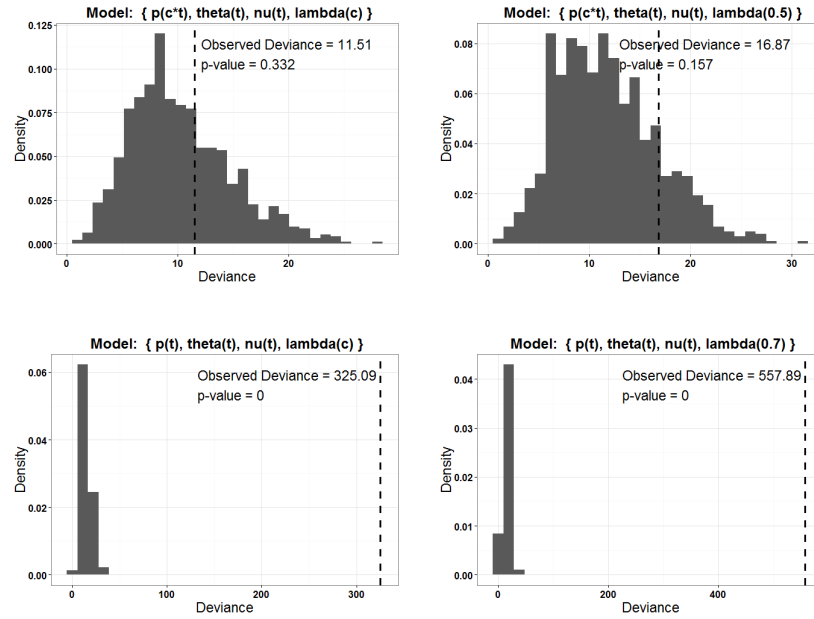 Model: { p(c*t), theta(t), nu(t), lambda(c) }
Observed Deviance = 11.51
p-value = 0.332
0.125
0.100
0.075
0.050
0.025
0.000
Density
0
10
20
Deviance
Model: { p(c*t), theta(t), nu(t), lambda(0.5) }
Observed Deviance = 16.87
p-value = 0.157
0.08
0.06
0.04
0.02
0.00
Density
0
10
20
30
Deviance
Model: { p(t), theta(t), nu(t), lambda(c) }
Observed Deviance = 325.09
p-value = 0
0.06
0.04
0.02
0.00
Density
0
100
200
300
Deviance
Model: { p(t), theta(t), nu(t), lambda(0.7) }
Observed Deviance = 557.89
p-value = 0
0.04
0.03
0.02
0.01
0.00
Density
0
200
400
Deviance